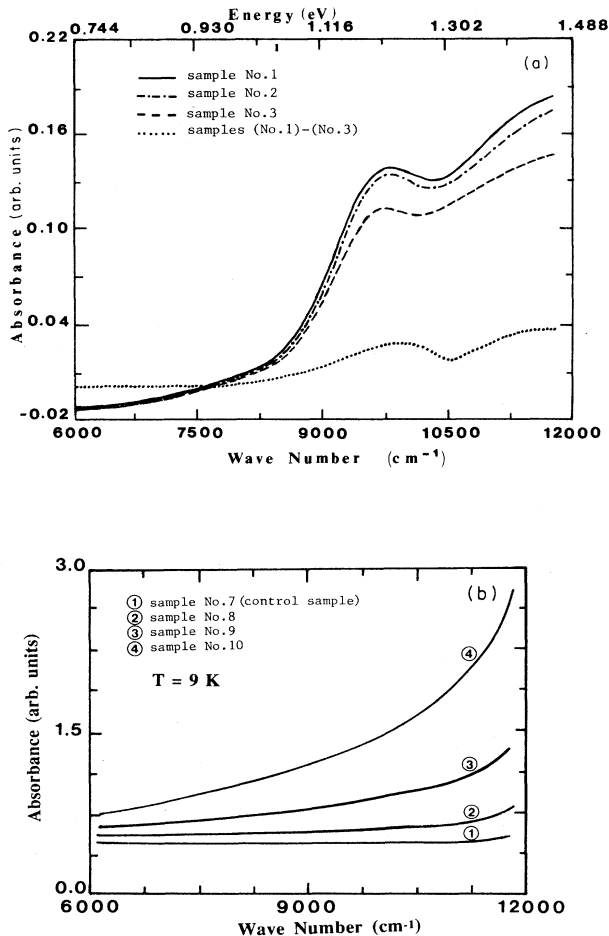 Energy (eV)
0.744 0.930 1.116 1.302 1.488
0.22
(a)
sample No.1
sample No.2
sample No.3
samples (No.1)-(No.3)
0.16
0.10
0.04
-0.02
Absorbance (arb. units)
6000 7500 9000 10500 12000
Wave Number (cm-1)
3.0
(b)
1 sample No.7 (control sample)
2 sample No.8
3 sample No.9
4 sample No.10
T = 9 K
4
3
2
1
1.5
0.0
Absorbance (arb. units)
6000 9000 12000
Wave Number (cm-1)